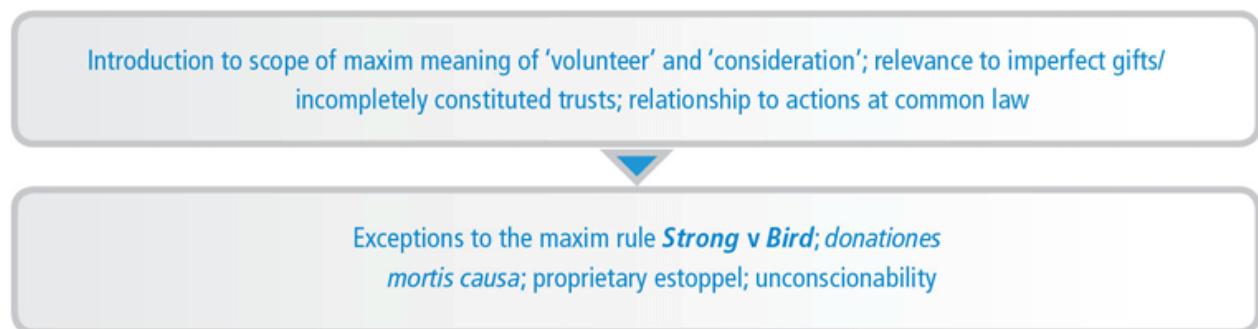 Introduction to scope of maxim meaning of ‘volunteer’ and ‘consideration’; relevance to imperfect gifts/
incompletely constituted trusts; relationship to actions at common law
Exceptions to the maxim rule Strong v Bird; donationes
mortis causa; proprietary estoppel; unconscionability